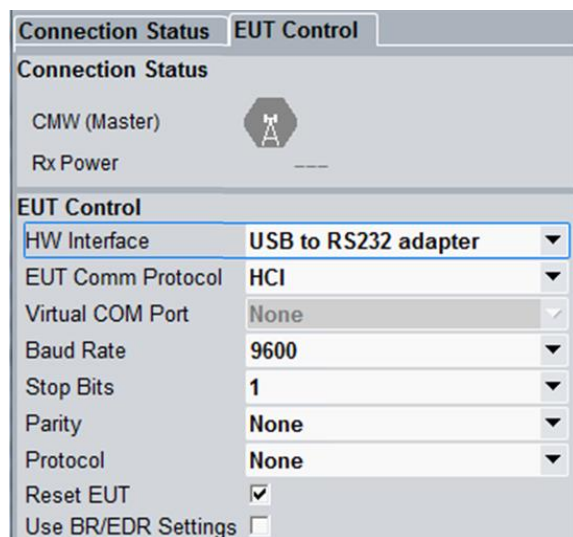 Connection Status EUT Control
Connection Status
CMW (Master)
Rx Power ---
EUT Control
HW Interface USB to RS232 adapter
EUT Comm Protocol HCI
Virtual COM Port None
Baud Rate 9600
Stop Bits 1
Parity None
Protocol None
Reset EUT
Use BR/EDR Settings